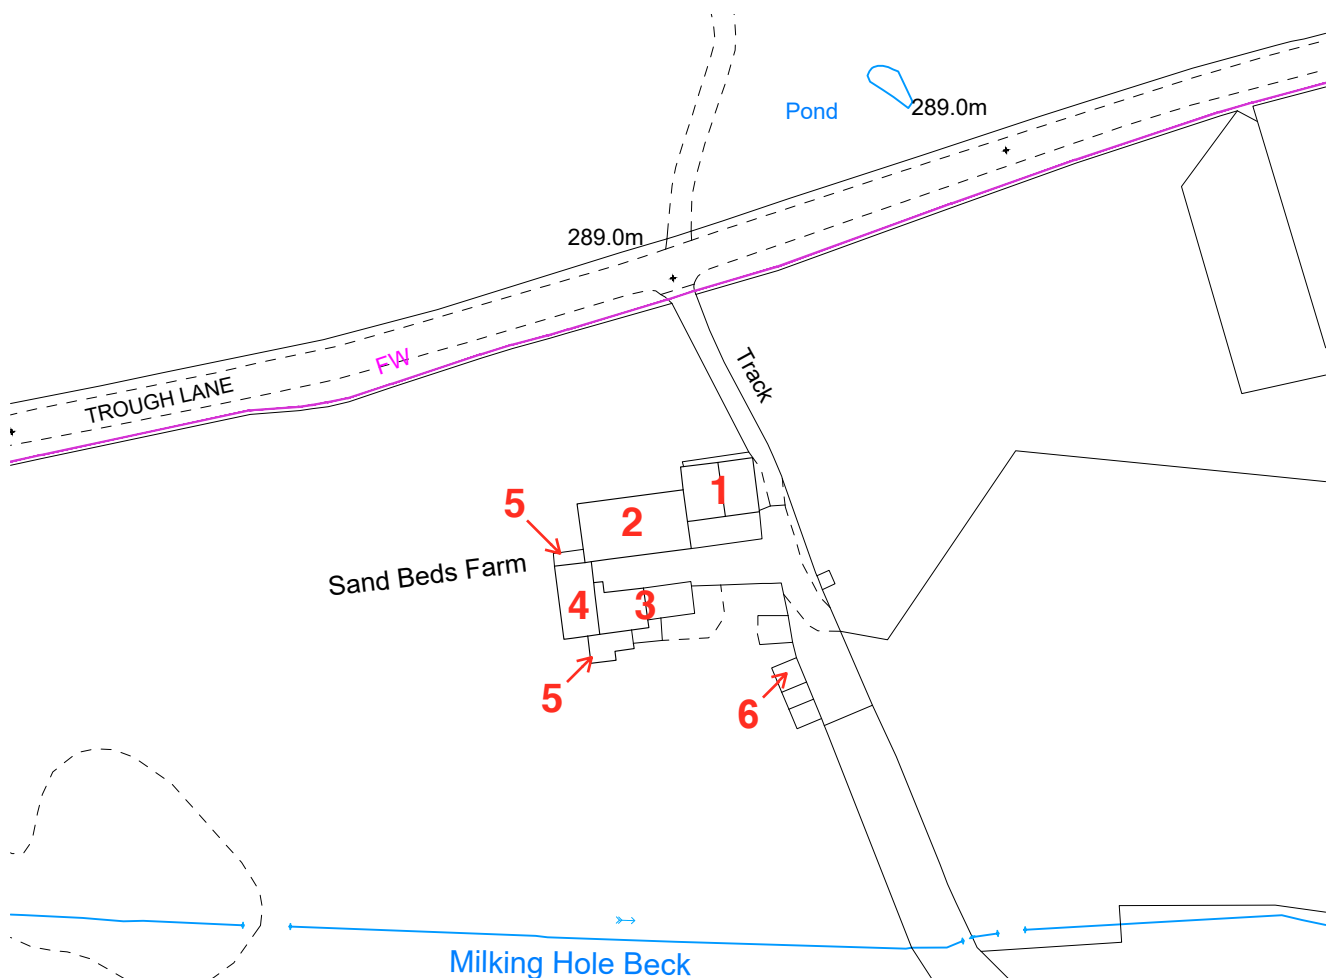 Pond
289.0m
289.0m
FW
TROUGH LANE
Track
1
5
2
Sand Beds Farm
4
3
5
6
Milking Hole Beck